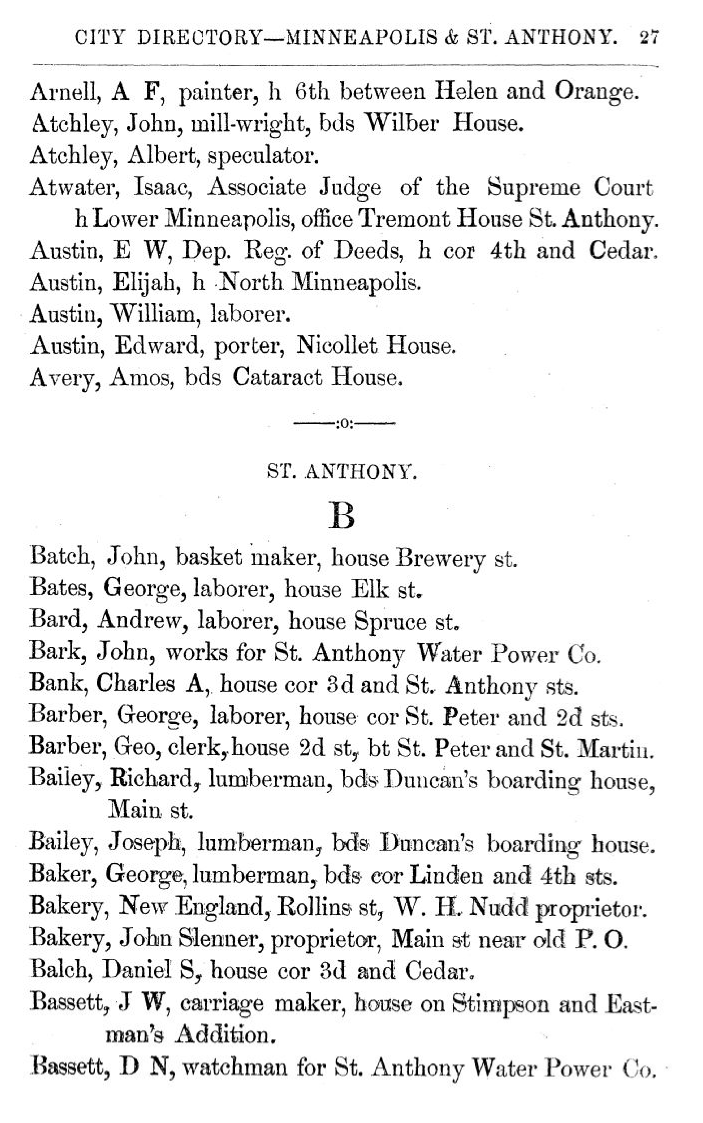 CITY DIRECTORY—MINNEAPOLIS & ST. ANTHONY. 27
Arnell, A F, painter, h 6th between Helen and Orange.
Atchley, John, mill-wright, bds Wilber House.
Atchley, Albert, speculator.
Atwater, Isaac, Associate Judge of the Supreme Court
h Lower Minneapolis, office Tremont House St. Anthony.
Austin, E W, Dep. Reg. of Deeds, h cor 4th and Cedar.
Austin, Elijah, h North Minneapolis.
Austin, William, laborer.
Austin, Edward, porter, Nicollet House.
Avery, Amos, bds Cataract House.
——:o:——
ST. ANTHONY.
B
Batch, John, basket maker, house Brewery st.
Bates, George, laborer, house Elk st.
Bard, Andrew, laborer, house Spruce st.
Bark, John, works for St. Anthony Water Power Co.
Bank, Charles A, house cor 3d and St. Anthony sts.
Barber, George, laborer, house cor St. Peter and 2d sts.
Barber, Geo, clerk, house 2d st, bt St. Peter and St. Martin.
Bailey, Richard, lumberman, bds Duncan's boarding house,
Main st.
Bailey, Joseph, lumberman, bds Duncan's boarding house.
Baker, George, lumberman, bds cor Linden and 4th sts.
Bakery, New England, Rollins st, W. H. Nudd proprietor.
Bakery, John Slenner, proprietor, Main st near old P. O.
Balch, Daniel S, house cor 3d and Cedar.
Bassett, J W, carriage maker, house on Stimpson and East-
man's Addition.
Bassett, D N, watchman for St. Anthony Water Power Co.